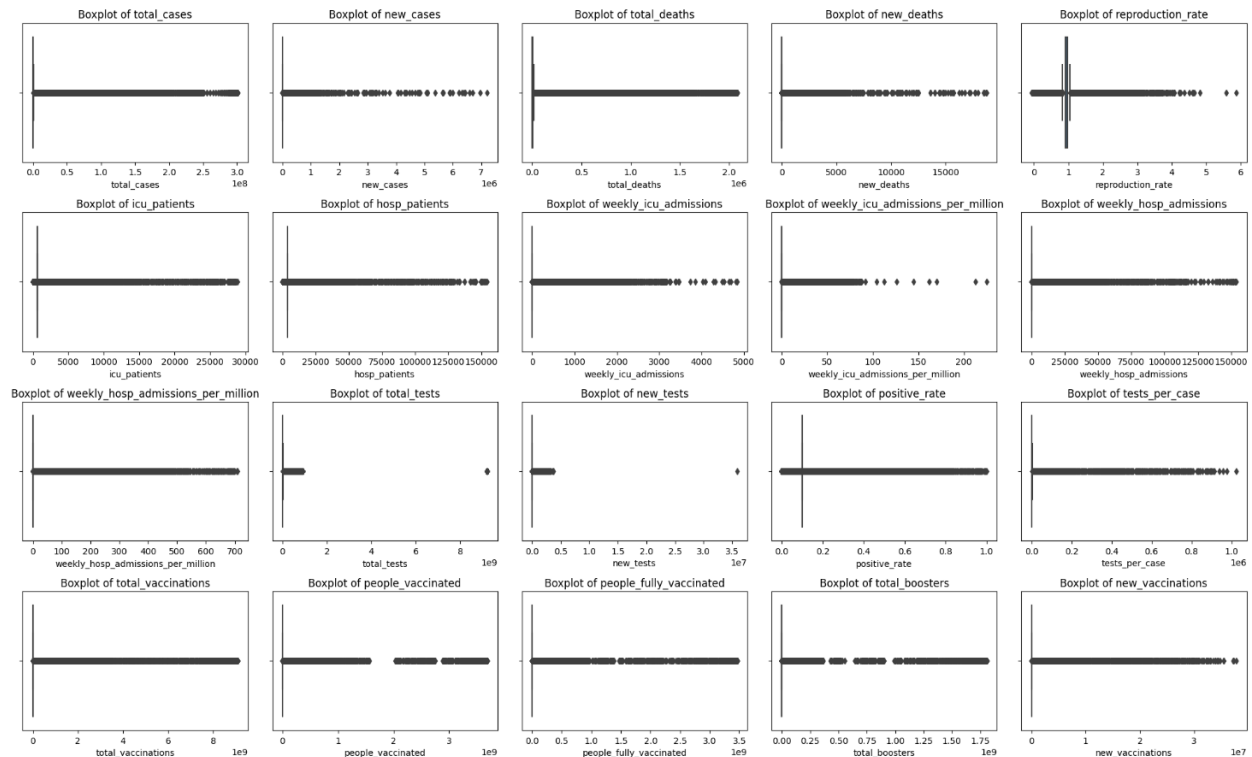 Boxplot of total_cases Boxplot of new_cases Boxplot of total_deaths Boxplot of new_deaths Boxplot of reproduction_rate
0.0 0.5 1.0 1.5 2.0 2.5 3.0 0 1 2 3 4 5 6 7 0.0 0.5 1.0 1.5 2.0 0 5000 10000 15000 0 1 2 3 4 5 6
total_cases 1e8 new_cases 1e6 total_deaths 1e6 new_deaths reproduction_rate
Boxplot of icu_patients Boxplot of hosp_patients Boxplot of weekly_icu_admissions Boxplot of weekly_icu_admissions_per_million Boxplot of weekly_hosp_admissions
0 5000 10000 15000 20000 25000 30000 0 25000 50000 75000 100000 125000 150000 0 1000 2000 3000 4000 5000 0 50 100 150 200 0 25000 50000 75000 100000 125000 150000
icu_patients hosp_patients weekly_icu_admissions weekly_icu_admissions_per_million weekly_hosp_admissions
Boxplot of weekly_hosp_admissions_per_million Boxplot of total_tests Boxplot of new_tests Boxplot of positive_rate Boxplot of tests_per_case
0 100 200 300 400 500 600 700 0 2 4 6 8 0.0 0.5 1.0 1.5 2.0 2.5 3.0 3.5 0.0 0.2 0.4 0.6 0.8 1.0 0.0 0.2 0.4 0.6 0.8 1.0
weekly_hosp_admissions_per_million total_tests 1e9 new_tests 1e7 positive_rate tests_per_case 1e6
Boxplot of total_vaccinations Boxplot of people_vaccinated Boxplot of people_fully_vaccinated Boxplot of total_boosters Boxplot of new_vaccinations
0 2 4 6 8 0 1 2 3 0.0 0.5 1.0 1.5 2.0 2.5 3.0 3.5 0.00 0.25 0.50 0.75 1.00 1.25 1.50 1.75 0 1 2 3
total_vaccinations 1e9 people_vaccinated 1e9 people_fully_vaccinated 1e9 total_boosters 1e9 new_vaccinations 1e7